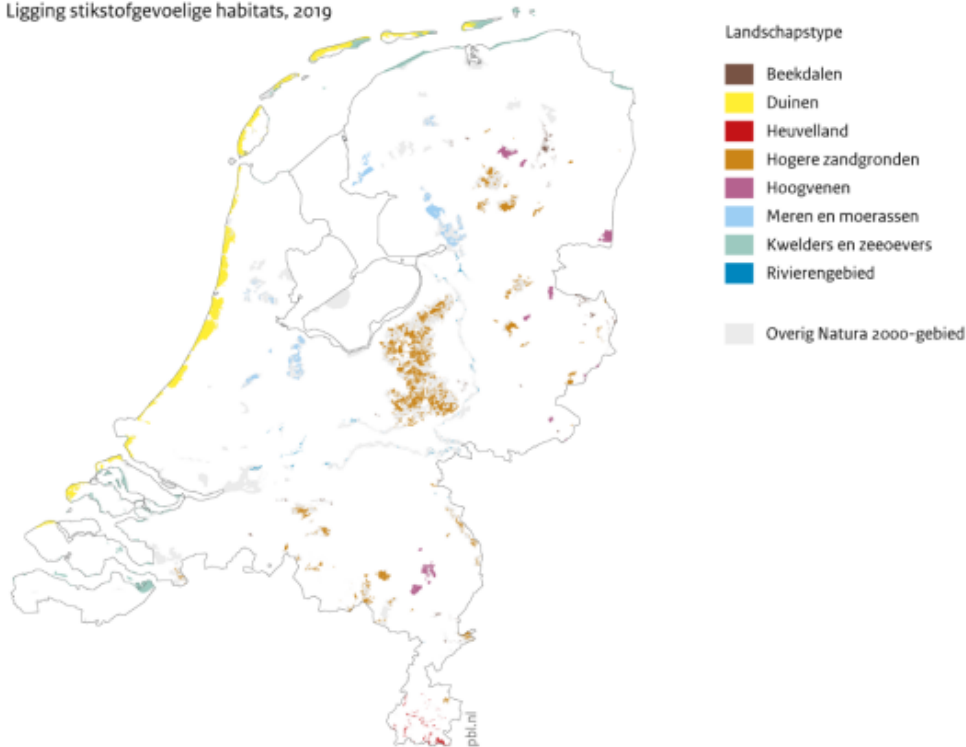 Ligging stikstofgevoelige habitats, 2019
Landschapstype
Beekdalen
Duinen
Heuvelland
Hogere zandgronden
Hoogvenen
Meren en moerassen
Kwelders en zeeoevers
Rivierengebied
Overig Natura 2000-gebied
pbl.nl